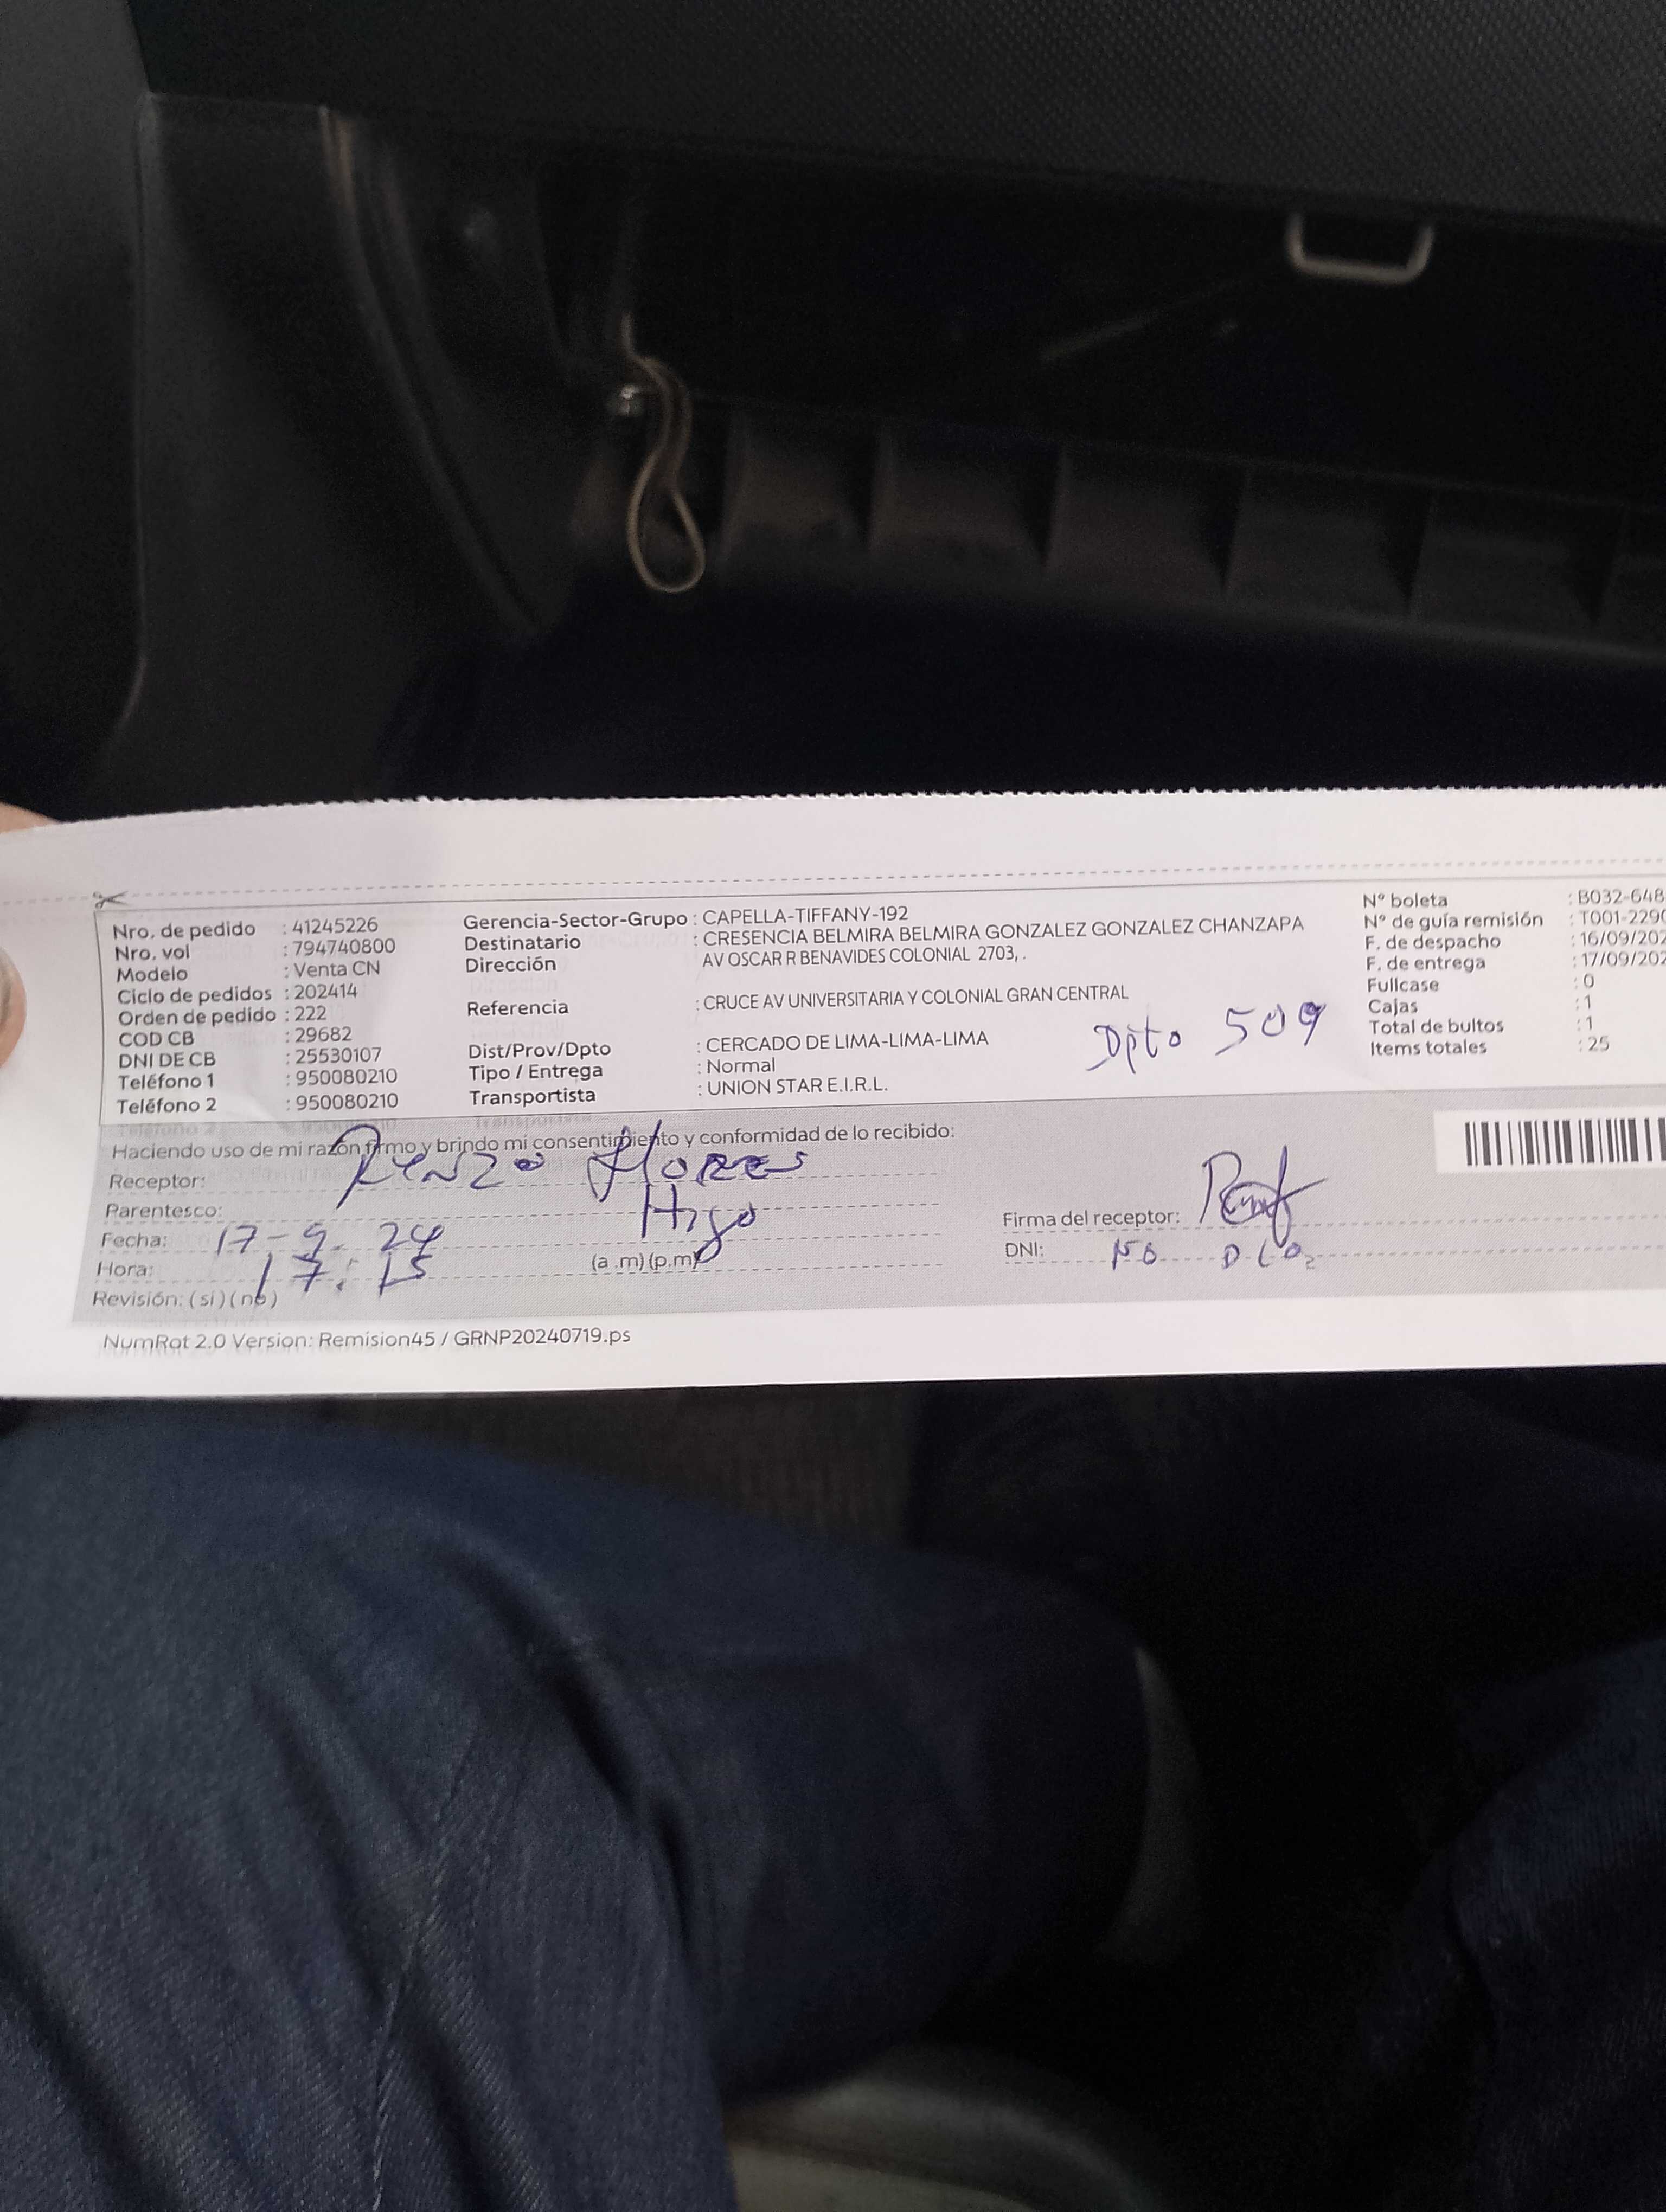 Nro. de pedido : 41245226
Nro. vol : 794740800
Modelo : Venta CN
Ciclo de pedidos : 202414
Orden de pedido : 222
COD CB : 29682
DNI DE CB : 25530107
Teléfono 1 : 950080210
Teléfono 2 : 950080210
Gerencia-Sector-Grupo : CAPELLA-TIFFANY-192
Destinatario : CRESENCIA BELMIRA BELMIRA GONZALEZ GONZALEZ CHANZAPA
Dirección AV OSCAR R BENAVIDES COLONIAL 2703, .
Referencia : CRUCE AV UNIVERSITARIA Y COLONIAL GRAN CENTRAL
Dist/Prov/Dpto : CERCADO DE LIMA-LIMA-LIMA
Tipo / Entrega : Normal
Transportista : UNION STAR E.I.R.L.
Dpto 509
N° boleta : B032-648
N° de guía remisión : T001-2290
F. de despacho : 16/09/202
F. de entrega : 17/09/202
Fullcase : 0
Cajas : 1
Total de bultos : 1
Items totales : 25
Haciendo uso de mi razón firmo y brindo mi consentimiento y conformidad de lo recibido:
Receptor: Renzo Flores
Parentesco: Hijo
Fecha: 17-9-24
Hora: 17:15 (a.m) (p.m)
Revisión: (si) (no)
Firma del receptor:
DNI: NO
NumRot 2.0 Version: Remision45 / GRNP20240719.ps